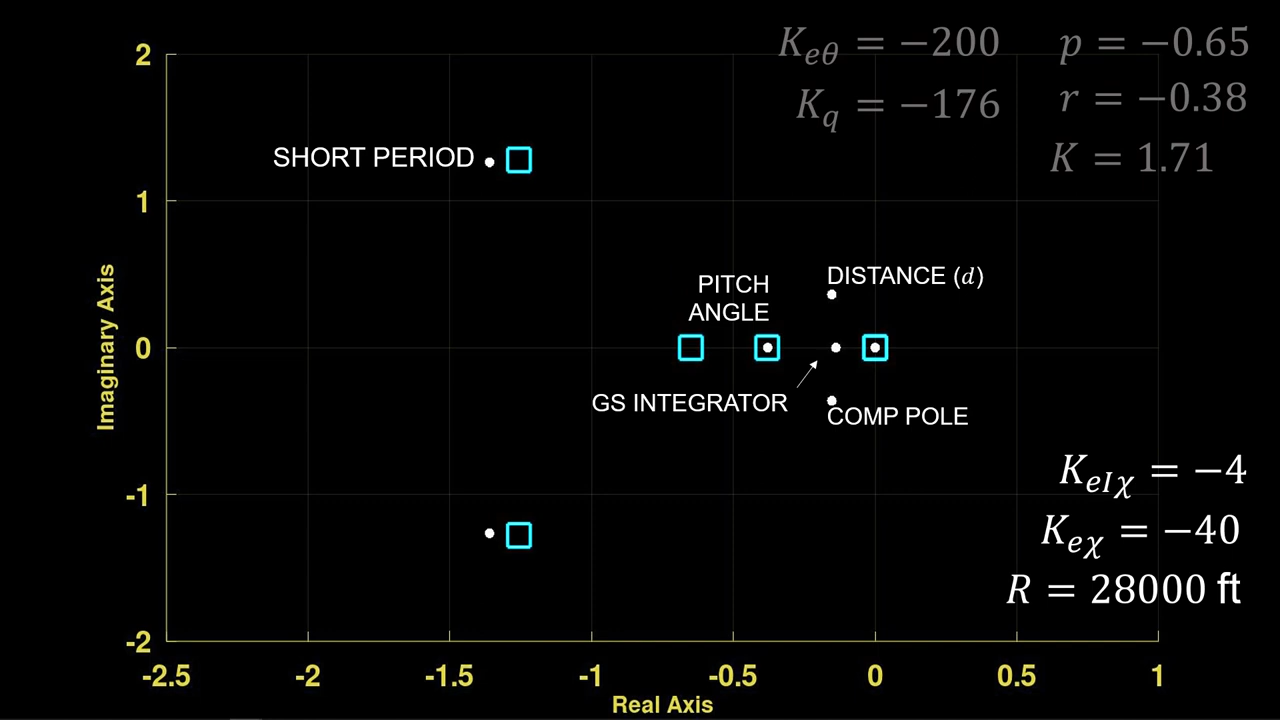 K_{eθ} = −200
p = −0.65
K_q = −176
r = −0.38
K = 1.71
2
SHORT PERIOD
1
PITCH
ANGLE
DISTANCE (d)
0
GS INTEGRATOR
COMP POLE
Imaginary Axis
-1
K_{eIχ} = −4
K_{eχ} = −40
R = 28000 ft
-2
-2.5 -2 -1.5 -1 -0.5 0 0.5 1
Real Axis